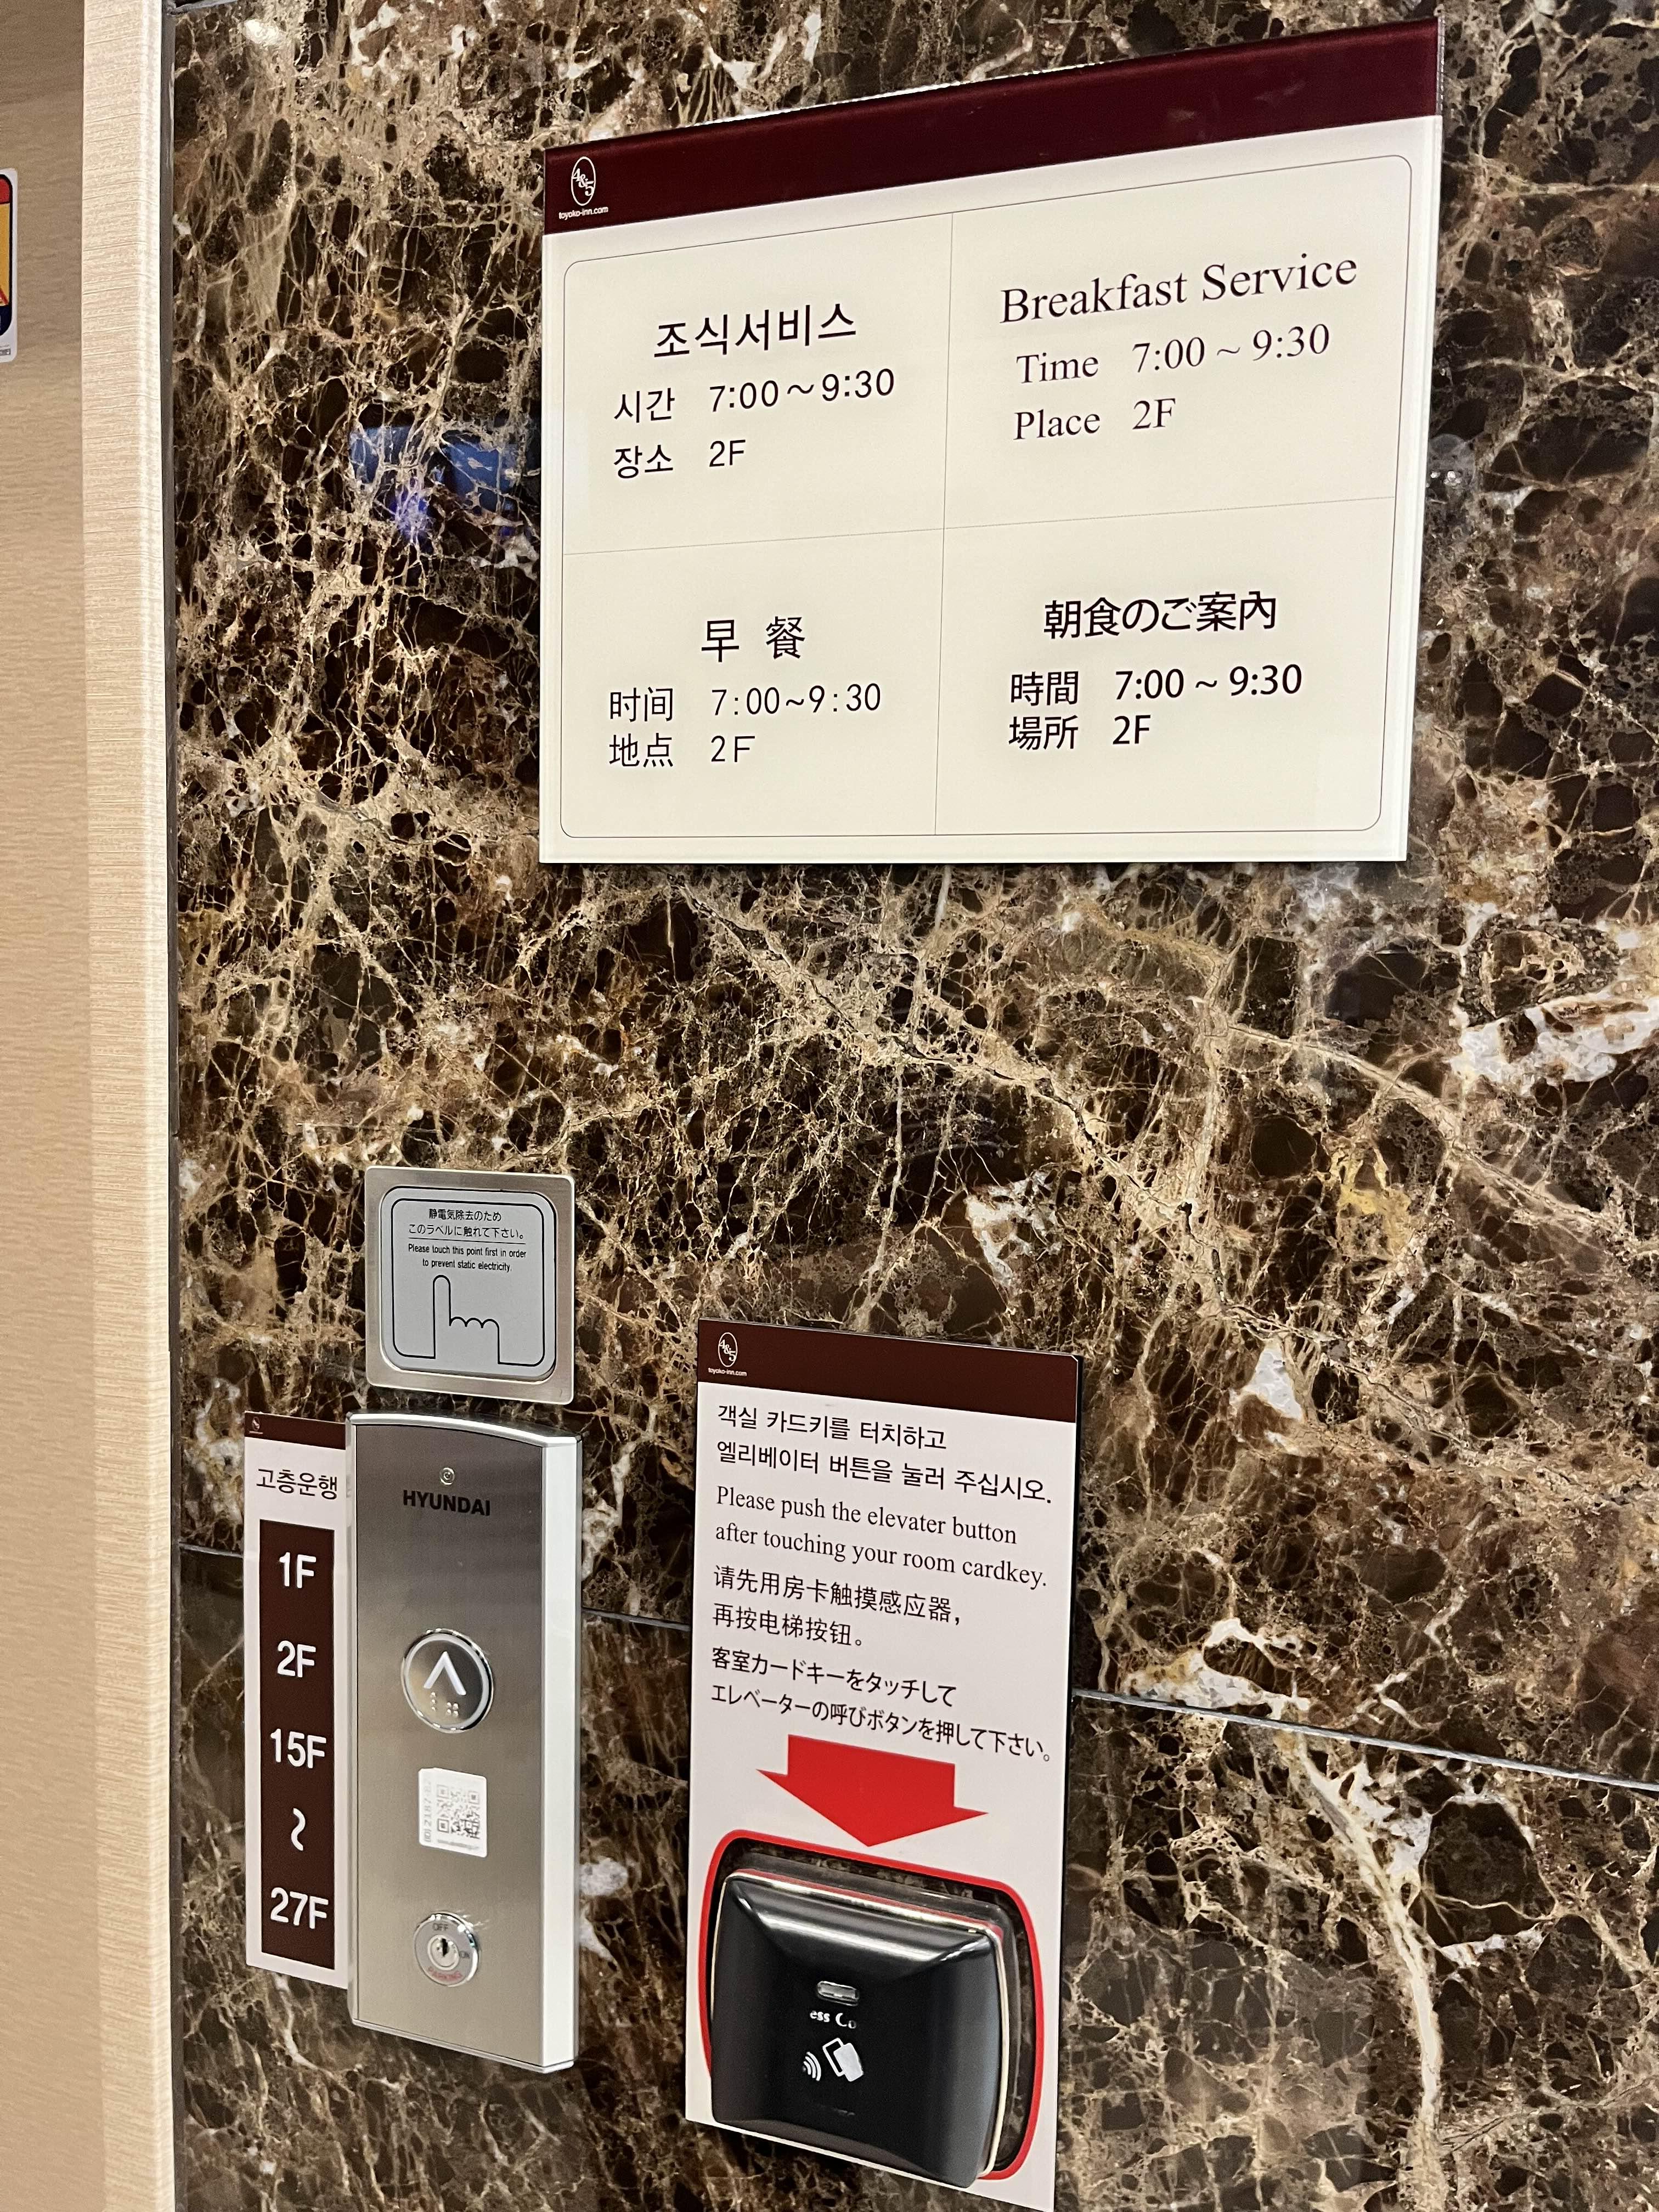 4&5
toyoko-inn.com
조식서비스
시간 7:00～9:30
장소 2F
Breakfast Service
Time 7:00 ~ 9:30
Place 2F
早 餐
时间 7:00~9:30
地点 2F
朝食のご案內
時間 7:00 ~ 9:30
場所 2F
静電気除去のため
このラベルに触れて下さい。
Please touch this point first in order
to prevent static electricity.
고층운행
1F
2F
15F
~
27F
HYUNDAI
OFF
4&5
toyoko-inn.com
객실 카드키를 터치하고
엘리베이터 버튼을 눌러 주십시오.
Please push the elevater button
after touching your room cardkey.
请先用房卡触摸感应器，
再按电梯按钮。
客室カードキーをタッチして
エレベーターの呼びボタンを押して下さい。